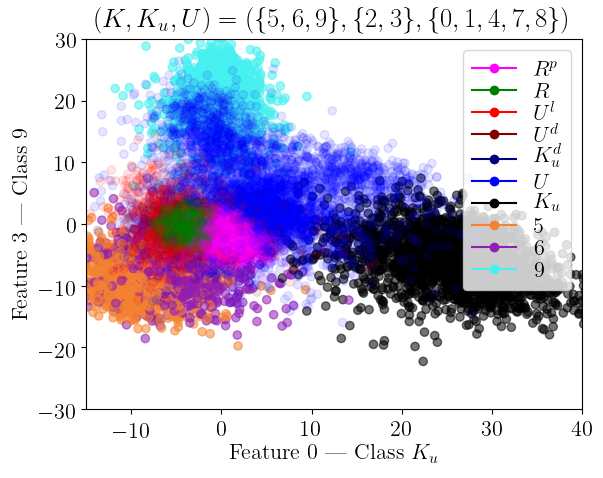 (K, K_u, U) = ({5, 6, 9}, {2, 3}, {0, 1, 4, 7, 8})
30
20
10
0
−10
−20
−30
Feature 3 — Class 9
R^p
R
U^l
U^d
K_u^d
U
K_u
5
6
9
−10
0
10
20
30
40
Feature 0 — Class K_u